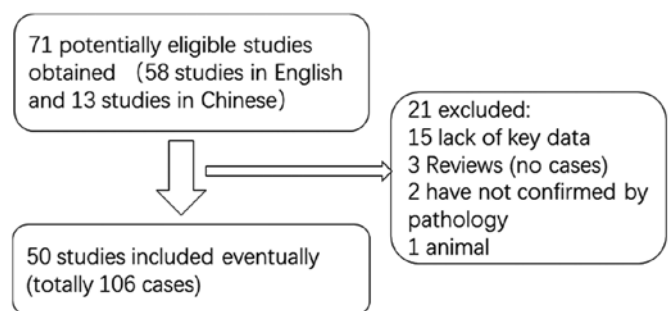 71 potentially eligible studies
obtained （58 studies in English
and 13 studies in Chinese）
21 excluded:
15 lack of key data
3 Reviews (no cases)
2 have not confirmed by
pathology
1 animal
50 studies included eventually
(totally 106 cases)